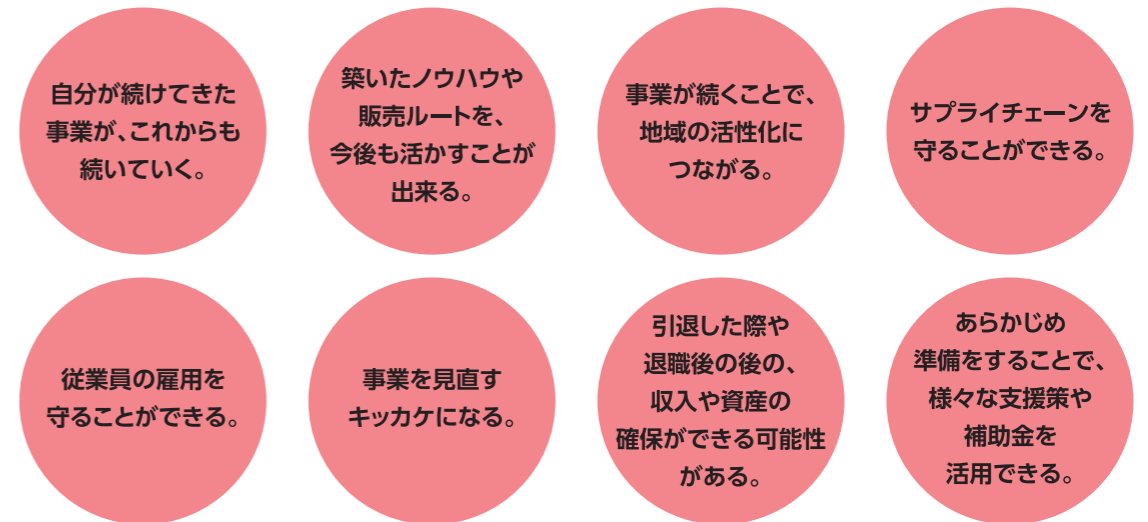 自分が続けてきた
事業が、これからも
続いていく。
築いたノウハウや
販売ルートを、
今後も活かすことが
出来る。
事業が続くことで、
地域の活性化に
つながる。
サプライチェーンを
守ることができる。
従業員の雇用を
守ることができる。
事業を見直す
キッカケになる。
引退した際や
退職後の後の、
収入や資産の
確保ができる可能性
がある。
あらかじめ
準備をすることで、
様々な支援策や
補助金を
活用できる。